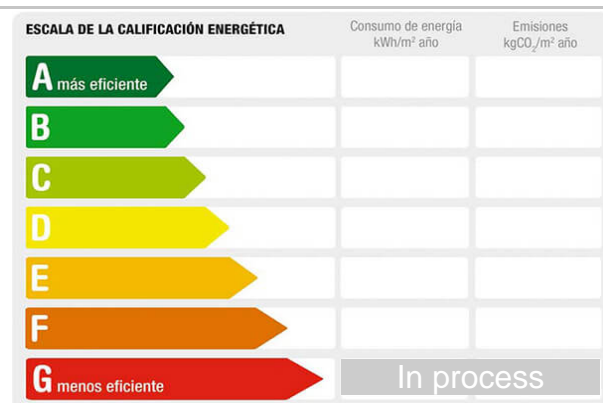 ESCALA DE LA CALIFICACIÓN ENERGÉTICA
Consumo de energía
kWh/m² año
Emisiones
kgCO₂/m² año
A más eficiente
B
C
D
E
F
G menos eficiente
In process